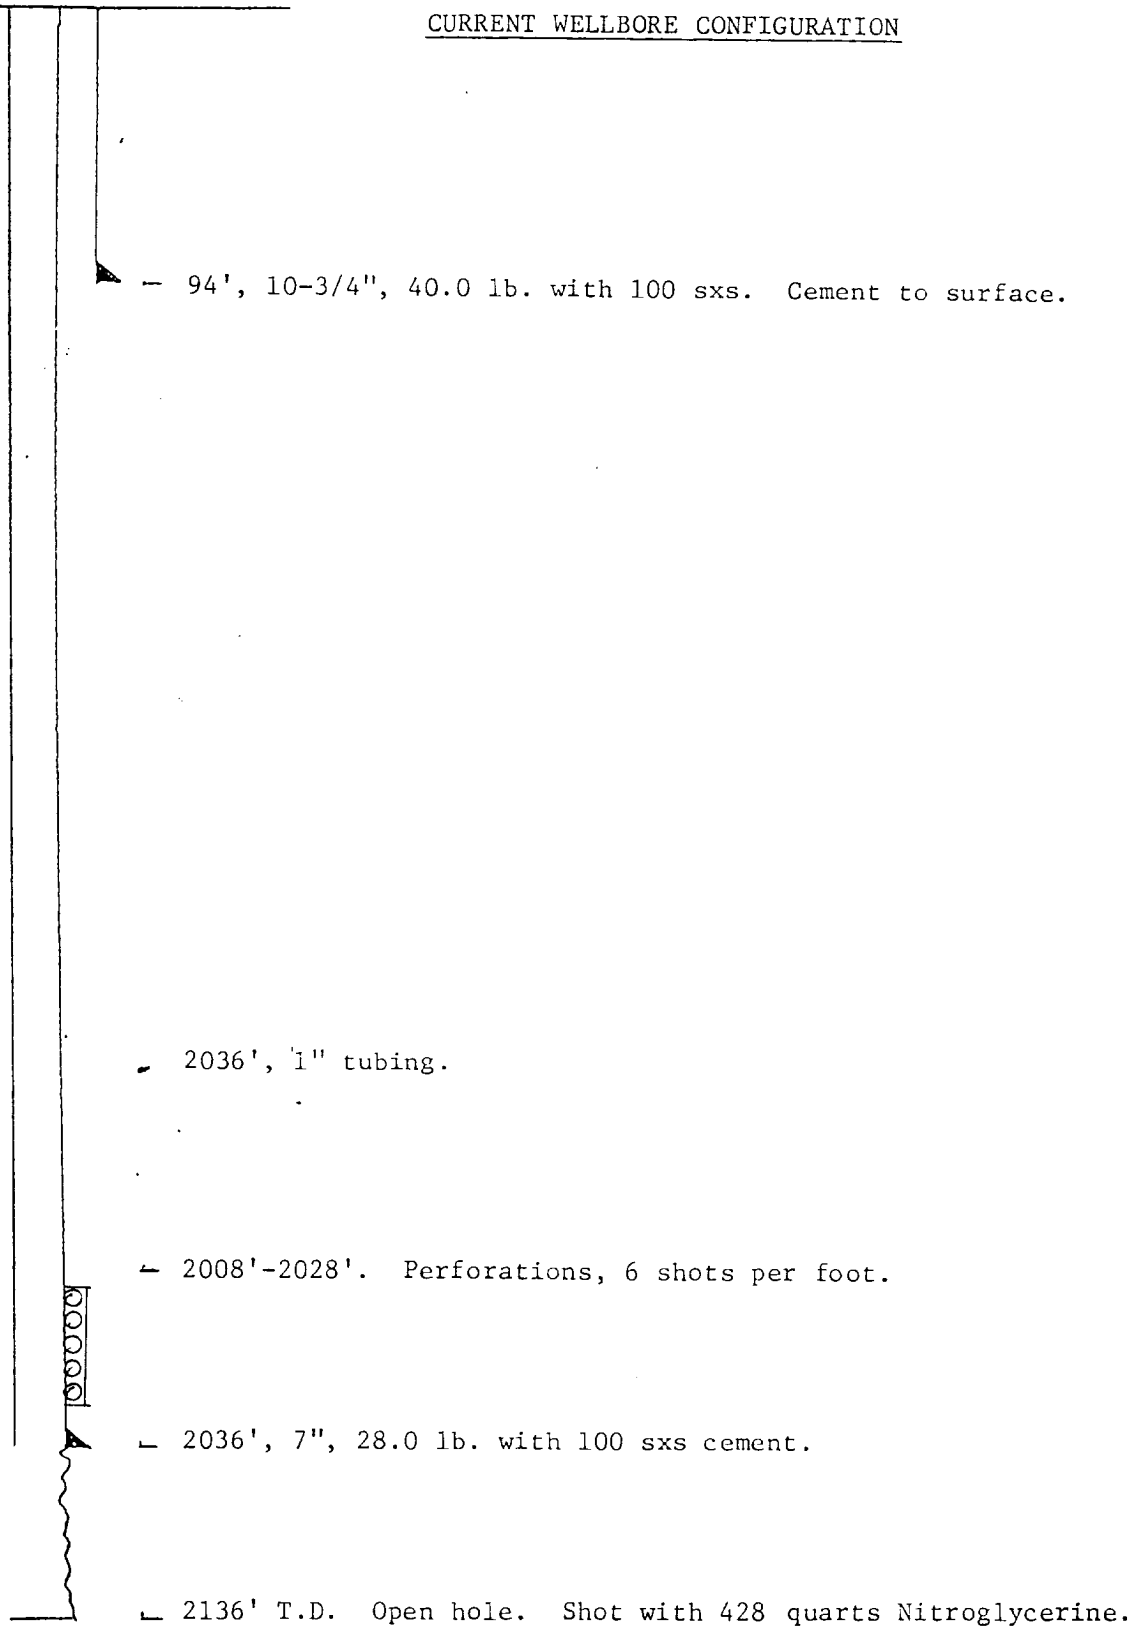 CURRENT WELLBORE CONFIGURATION
94', 10-3/4", 40.0 lb. with 100 sxs. Cement to surface.
2036', 1" tubing.
2008'-2028'. Perforations, 6 shots per foot.
2036', 7", 28.0 lb. with 100 sxs cement.
2136' T.D. Open hole. Shot with 428 quarts Nitroglycerine.